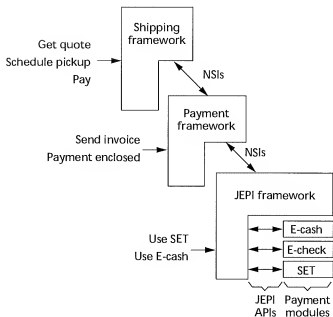 Shipping
framework
Get quote
Schedule pickup
Pay
NSIs
Payment
framework
Send invoice
Payment enclosed
NSIs
JEPI framework
E-cash
E-check
SET
Use SET
Use E-cash
JEPI
APIs
Payment
modules